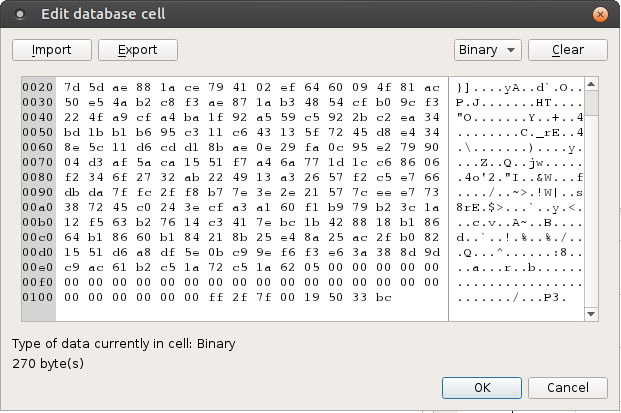 Edit database cell
Import Export Binary Clear
0020 7d 5d ae 88 1a ce 79 41 02 ef 64 60 09 4f 81 ac }]....yA..d`.O..
0030 50 e5 4a b2 c8 f3 ae 87 1a b3 48 54 cf b0 9c f3 P.J.......HT....
0040 22 4f a9 cf a4 ba 1f 92 a5 59 c5 92 2b c2 ea 34 "O.......Y..+..4
0050 bd 1b b1 b6 95 c3 11 c6 43 13 5f 72 45 d8 e4 34 ........C._rE..4
0060 8e 5c 11 d6 cd d1 8b ae 0e 29 fa 0c 95 e2 79 90 .\.......)....y.
0070 04 d3 af 5a ca 15 51 f7 a4 6a 77 1d 1c c6 86 06 ...Z..Q..jw.....
0080 f2 34 6f 27 32 ab 22 49 13 a3 26 57 f2 c5 e7 66 .4o'2."I..&W...f
0090 db da 7f fc 2f f8 b7 7e 3e 2e 21 57 7c ee e7 73 ..../..~>.!W|..s
00a0 38 72 45 c0 24 3e cf a3 a1 60 f1 b9 79 b2 3c 1a 8rE.$>...`..y.<.
00b0 12 f5 63 b2 76 14 c3 41 7e bc 1b 42 88 18 b1 86 ..c.v..A~..B....
00c0 64 b1 86 60 b1 84 21 8b 25 e4 8a 25 ac 2f b0 82 d..`..!.%..%./..
00d0 15 51 d6 a8 df 5e 0b c9 9e f6 f3 e6 3a 38 8d 9d .Q...^......:8..
00e0 c9 ac 61 b2 c5 1a 72 c5 1a 62 05 00 00 00 00 00 ..a...r..b......
00f0 00 00 00 00 00 00 00 00 00 00 00 00 00 00 00 00 ................
0100 00 00 00 00 00 00 ff 2f 7f 00 19 50 33 bc ......./...P3.
Type of data currently in cell: Binary
270 byte(s)
OK Cancel